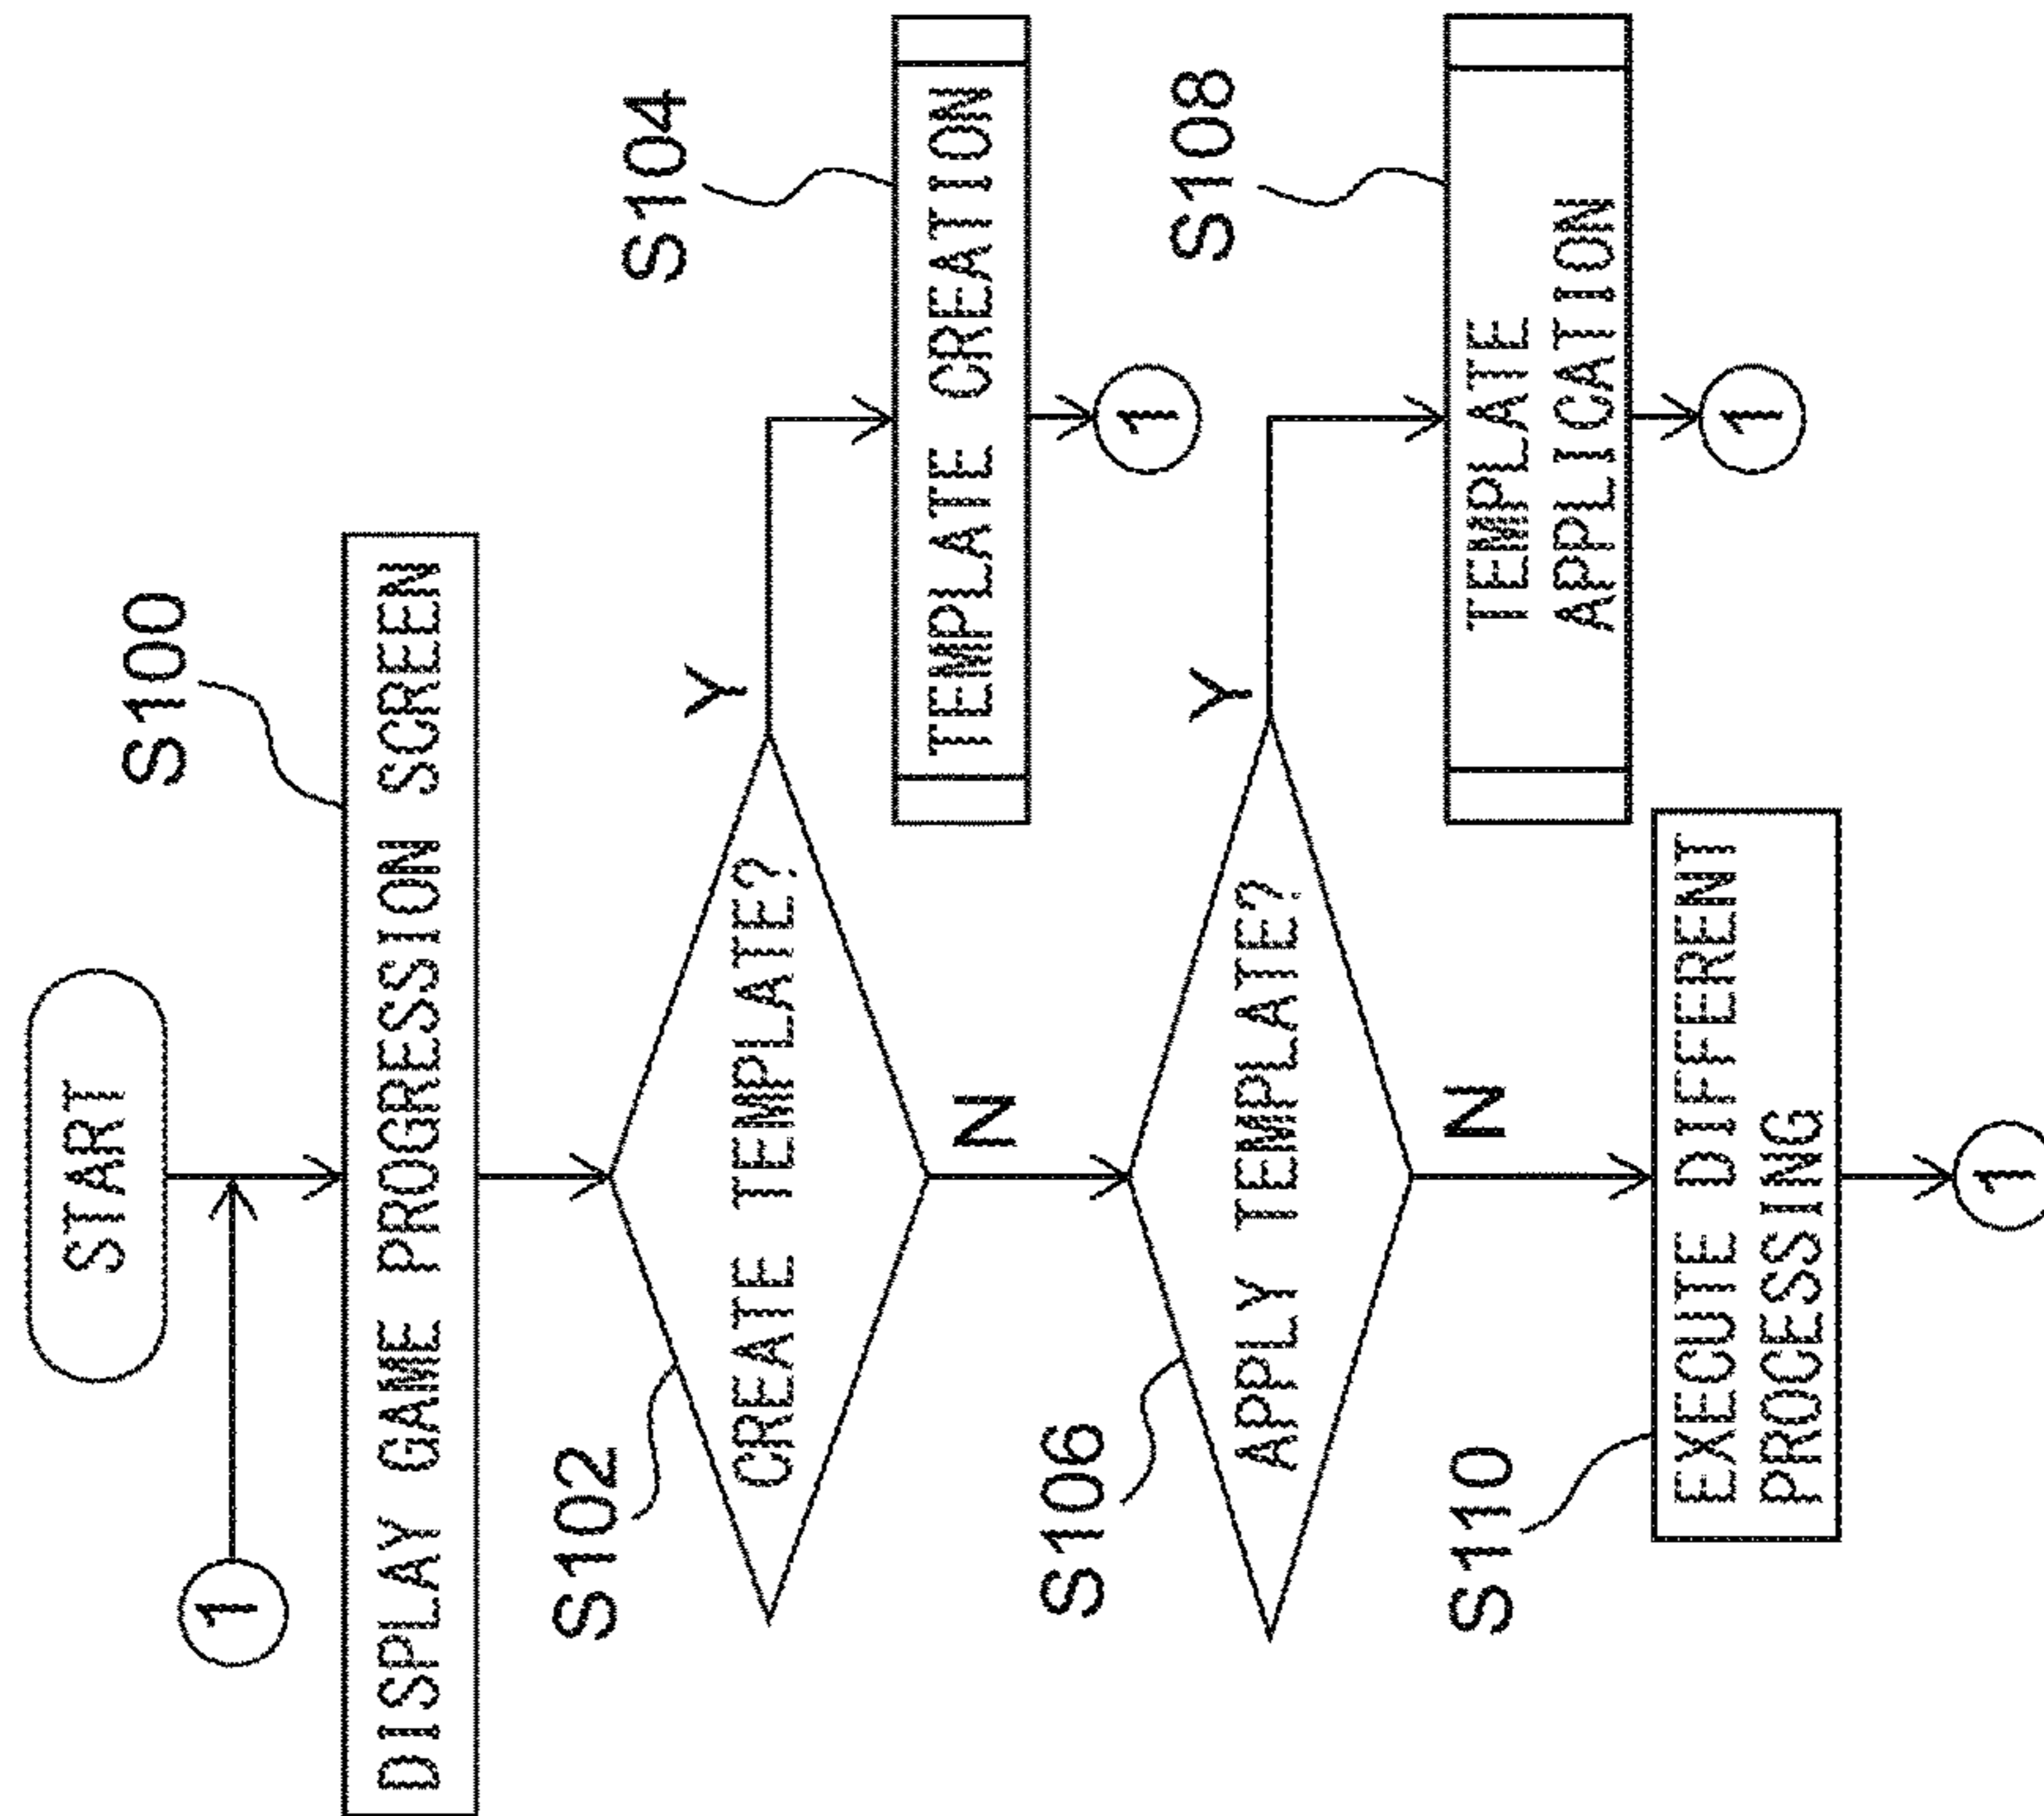 START
1
S100
DISPLAY GAME PROGRESSION SCREEN
S102
CREATE TEMPLATE?
Y
S104
TEMPLATE CREATION
1
N
S106
APPLY TEMPLATE?
Y
S108
TEMPLATE
APPLICATION
1
N
S110
EXECUTE DIFFERENT
PROCESSING
1